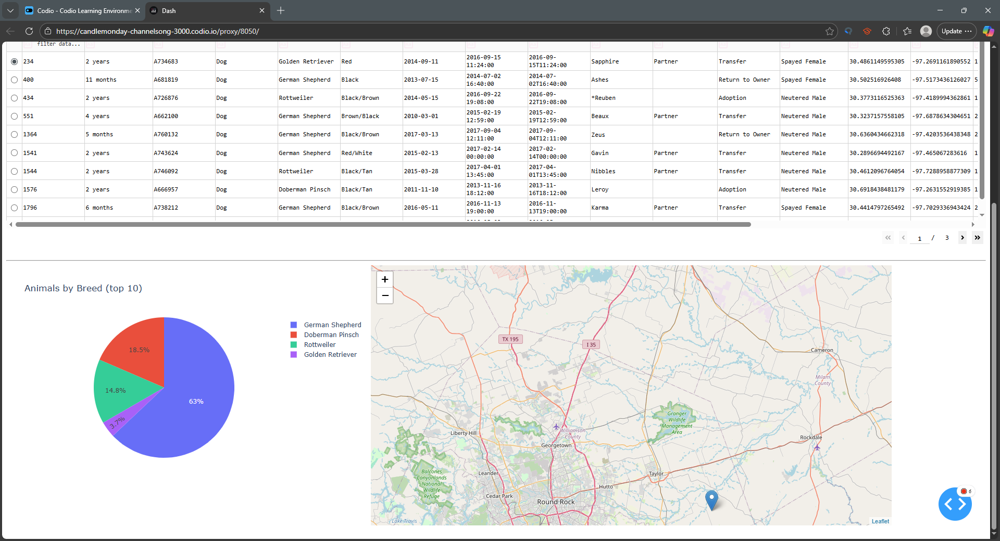 Codio - Codio Learning Environme
Dash
https://candlemonday-channelsong-3000.codio.io/proxy/8050/
Update
filter data...
234 2 years A734683 Dog Golden Retriever Red 2014-09-11 2016-09-15 11:24:00 2016-09-15T11:24:00 Sapphire Partner Transfer Spayed Female 30.4861149595305 -97.2691161890552 1
400 11 months A681819 Dog German Shepherd Black 2013-07-15 2014-07-02 16:40:00 2014-07-02T16:40:00 Ashes Return to Owner Spayed Female 30.502516926408 -97.5173436126027 5
434 2 years A726876 Dog Rottweiler Black/Brown 2014-05-15 2016-09-22 19:08:00 2016-09-22T19:08:00 *Reuben Adoption Neutered Male 30.3773116525363 -97.4189994362861 1
551 4 years A662100 Dog German Shepherd Brown/Black 2010-03-01 2015-02-19 12:59:00 2015-02-19T12:59:00 Beaux Partner Transfer Neutered Male 30.3237157558105 -97.6878634304651 2
1364 5 months A760132 Dog German Shepherd Black/Brown 2017-03-13 2017-09-04 12:11:00 2017-09-04T12:11:00 Zeus Return to Owner Neutered Male 30.6360434662318 -97.4203536438348 2
1541 2 years A743624 Dog German Shepherd Red/White 2015-02-13 2017-02-14 00:00:00 2017-02-14T00:00:00 Gavin Partner Transfer Neutered Male 30.2896694492167 -97.465067283616 1
1544 2 years A746092 Dog Rottweiler Black/Tan 2015-03-28 2017-04-01 13:45:00 2017-04-01T13:45:00 Nibbles Partner Transfer Neutered Male 30.4612096764054 -97.7288958877309 1
1576 2 years A666957 Dog Doberman Pinsch Black/Tan 2011-11-10 2013-11-16 18:12:00 2013-11-16T18:12:00 Leroy Adoption Neutered Male 30.6918438481179 -97.2631552919385 1
1796 6 months A738212 Dog German Shepherd Black/Brown 2016-05-11 2016-11-13 19:00:00 2016-11-13T19:00:00 Karma Partner Transfer Spayed Female 30.4414797265492 -97.7029336943424 2
1 / 3
Animals by Breed (top 10)
German Shepherd
Doberman Pinsch
Rottweiler
Golden Retriever
18.5%
14.8%
63%
3.7%
+
−
TX 195
I 35
Cameron
Milam
County
Granger
Wildlife
Management
Area
Liberty Hill
Williamson
County
Georgetown
Rockdale
Balcones
Canyonlands
National
Wildlife
Refuge
Leander
Taylor
Hutto
Cedar Park
Round Rock
Lake Travis
Leaflet
6